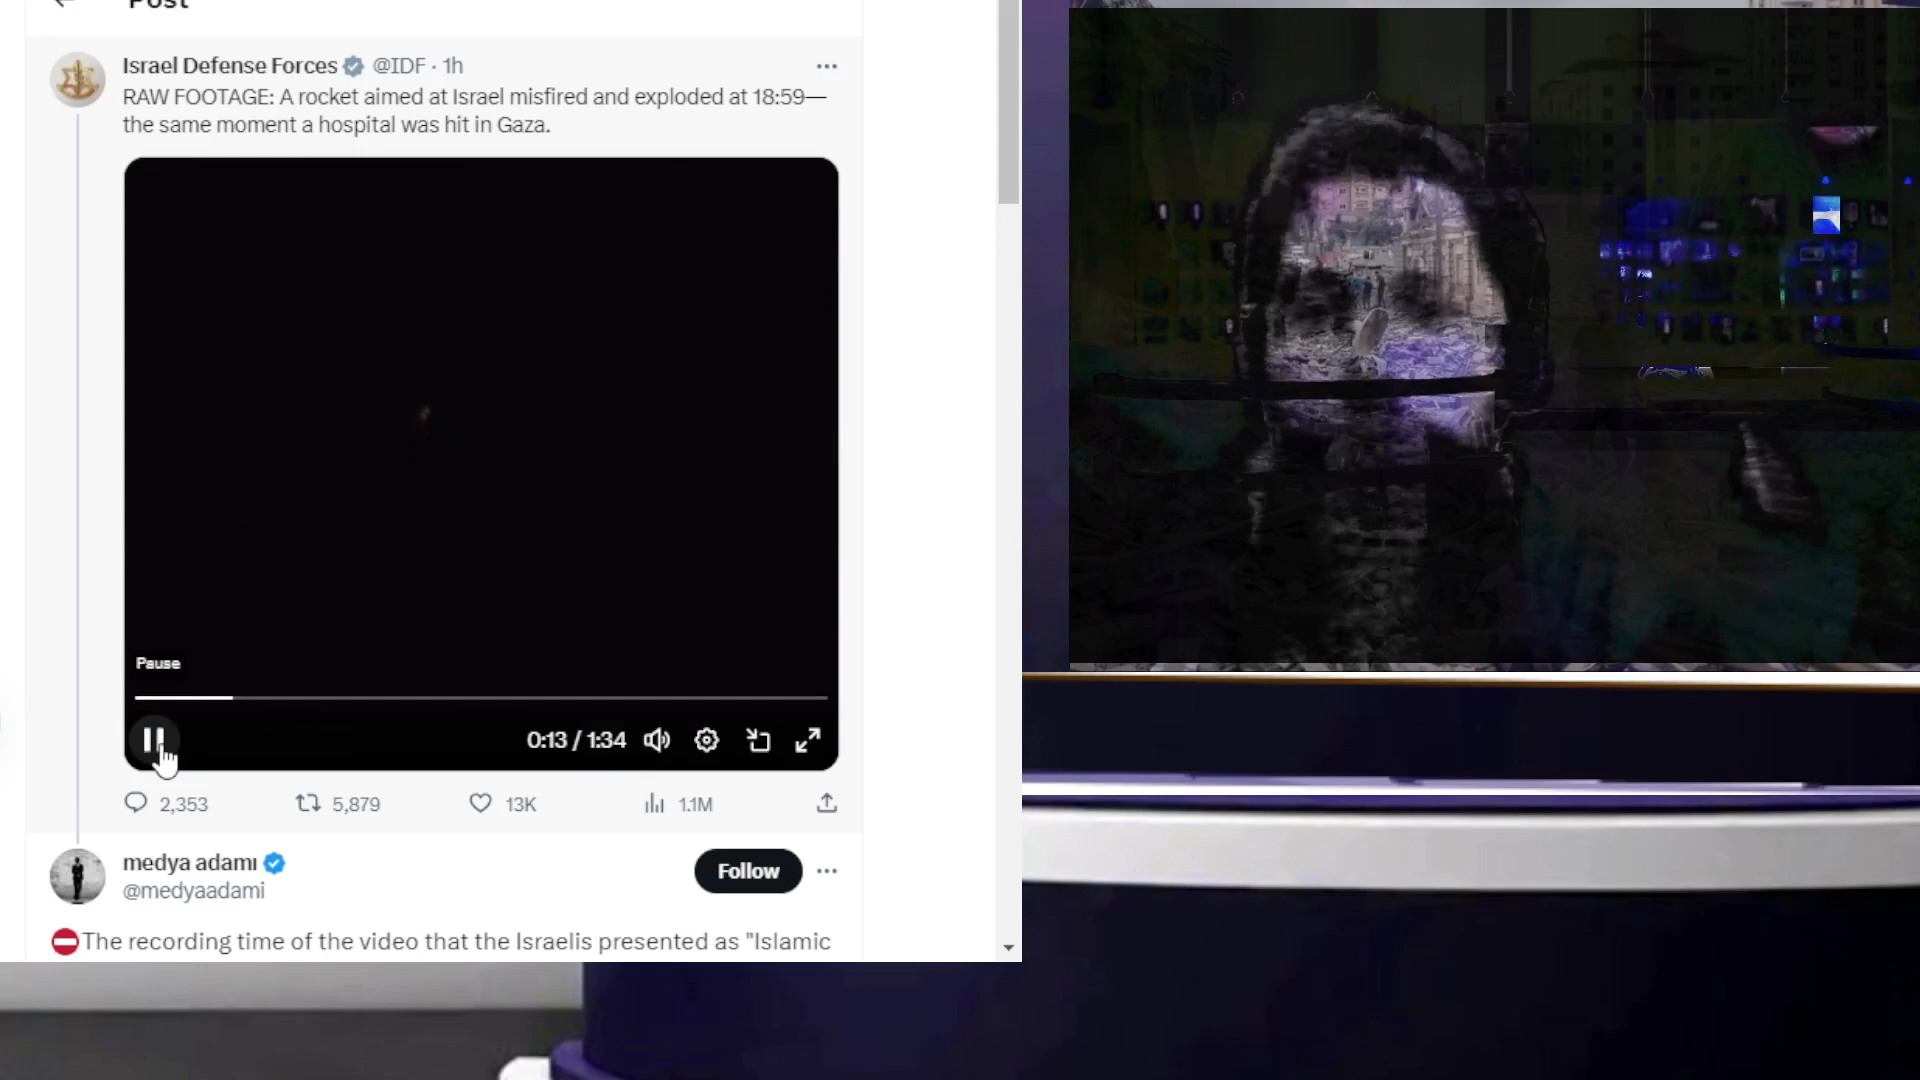 Post
Israel Defense Forces @IDF · 1h
RAW FOOTAGE: A rocket aimed at Israel misfired and exploded at 18:59—
the same moment a hospital was hit in Gaza.
Pause
0:13 / 1:34
2,353 5,879 13K 1.1M
medya adamı
Follow
@medyaadami
The recording time of the video that the Israelis presented as "Islamic